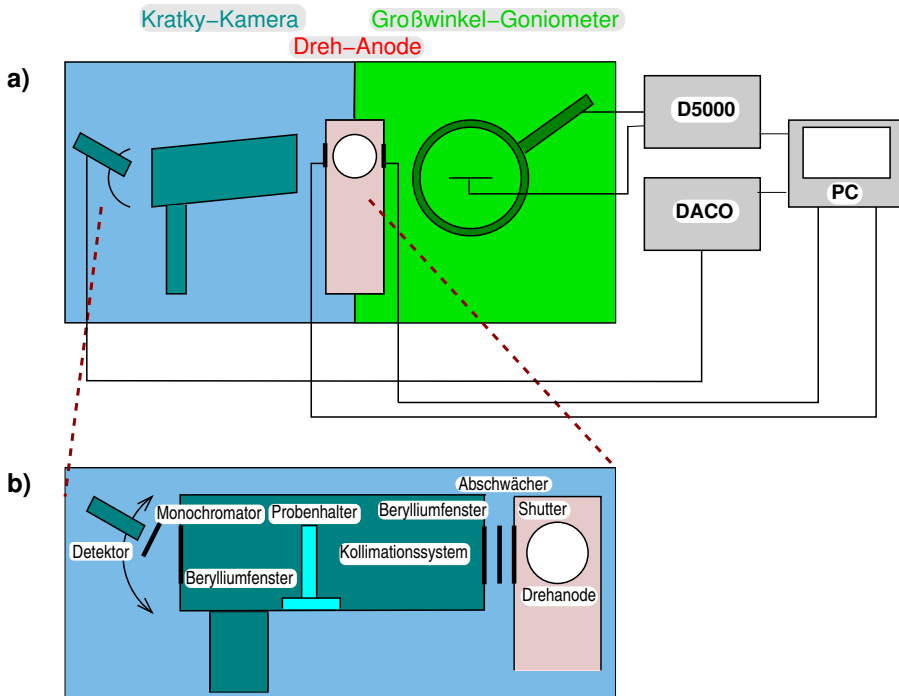 Kratky–Kamera
Großwinkel–Goniometer
Dreh–Anode
a)
D5000
PC
DACO
b)
Abschwächer
Monochromator
Probenhalter
Berylliumfenster
Shutter
Detektor
Kollimationssystem
Berylliumfenster
Drehanode